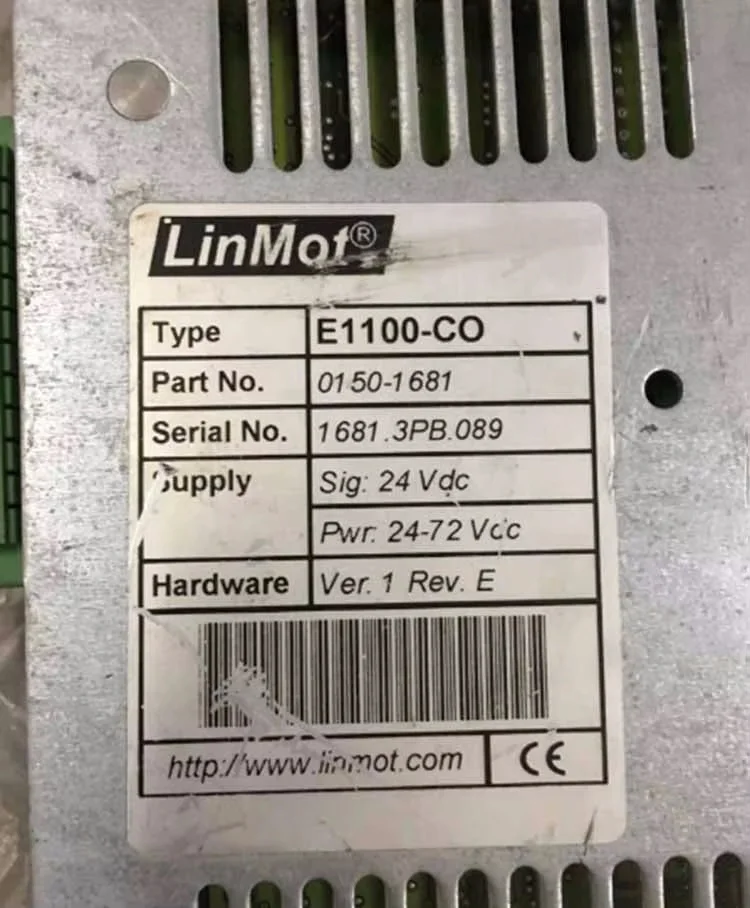 LinMot®
Type E1100-CO
Part No. 0150-1681
Serial No. 1681.3PB.089
Supply Sig: 24 Vdc
Pwr: 24-72 Vdc
Hardware Ver. 1 Rev. E
http://www.linmot.com CE